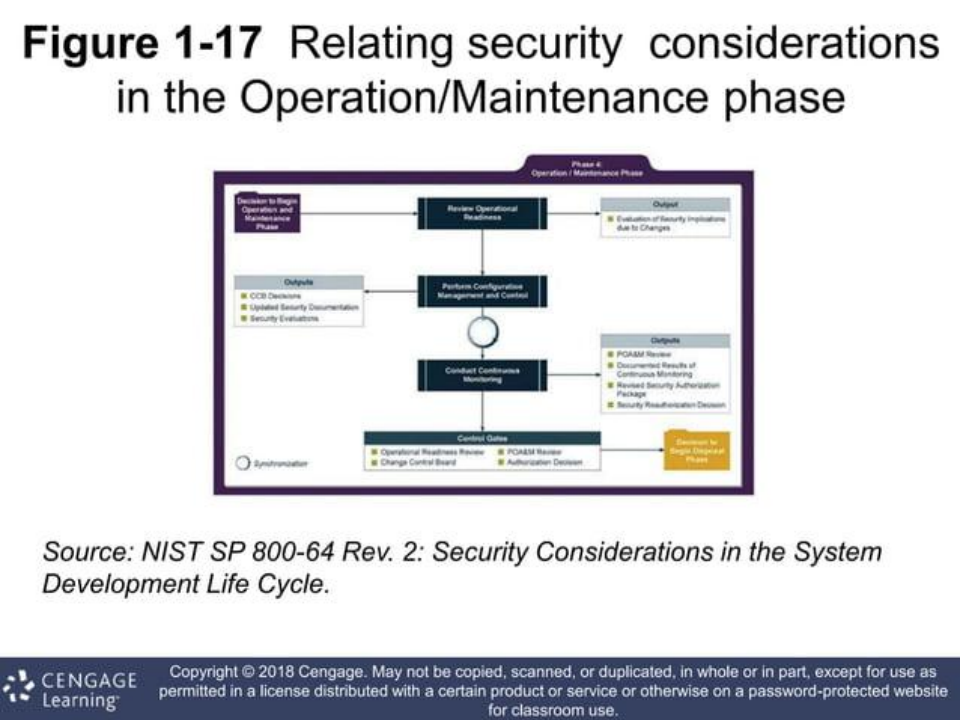 Figure 1-17 Relating security considerations
in the Operation/Maintenance phase
Phase 4:
Operation / Maintenance Phase
Decision to Begin
Operation and
Maintenance
Phase
Review Operational
Readiness
Output
Evaluation of Security Implications
due to Changes
Outputs
CCB Decisions
Updated Security Documentation
Security Evaluations
Perform Configuration
Management and Control
Conduct Continuous
Monitoring
Outputs
POA&M Review
Documented Results of
Continuous Monitoring
Revised Security Authorization
Package
Security Reauthorization Decision
Control Gates
Operational Readiness Review
Change Control Board
POA&M Review
Authorization Decision
Decision to
Begin Disposal
Phase
Synchronization
Source: NIST SP 800-64 Rev. 2: Security Considerations in the System
Development Life Cycle.
CENGAGE
Learning
Copyright © 2018 Cengage. May not be copied, scanned, or duplicated, in whole or in part, except for use as
permitted in a license distributed with a certain product or service or otherwise on a password-protected website
for classroom use.